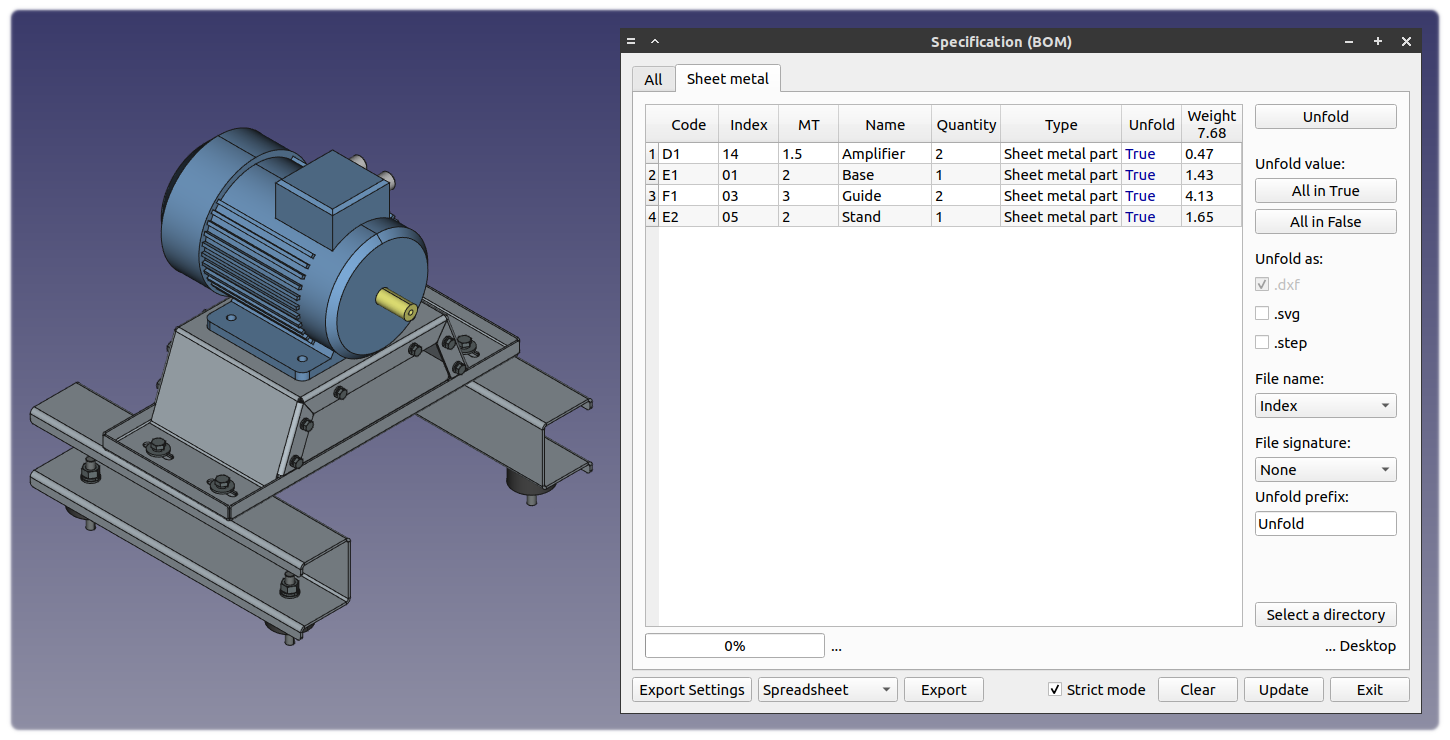 Specification (BOM)
All Sheet metal
Code Index MT Name Quantity Type Unfold Weight 7.68
1 D1 14 1.5 Amplifier 2 Sheet metal part True 0.47
2 E1 01 2 Base 1 Sheet metal part True 1.43
3 F1 03 3 Guide 2 Sheet metal part True 4.13
4 E2 05 2 Stand 1 Sheet metal part True 1.65
Unfold
Unfold value:
All in True
All in False
Unfold as:
.dxf
.svg
.step
File name:
Index
File signature:
None
Unfold prefix:
Unfold
Select a directory
0% ... ... Desktop
Export Settings Spreadsheet Export Strict mode Clear Update Exit